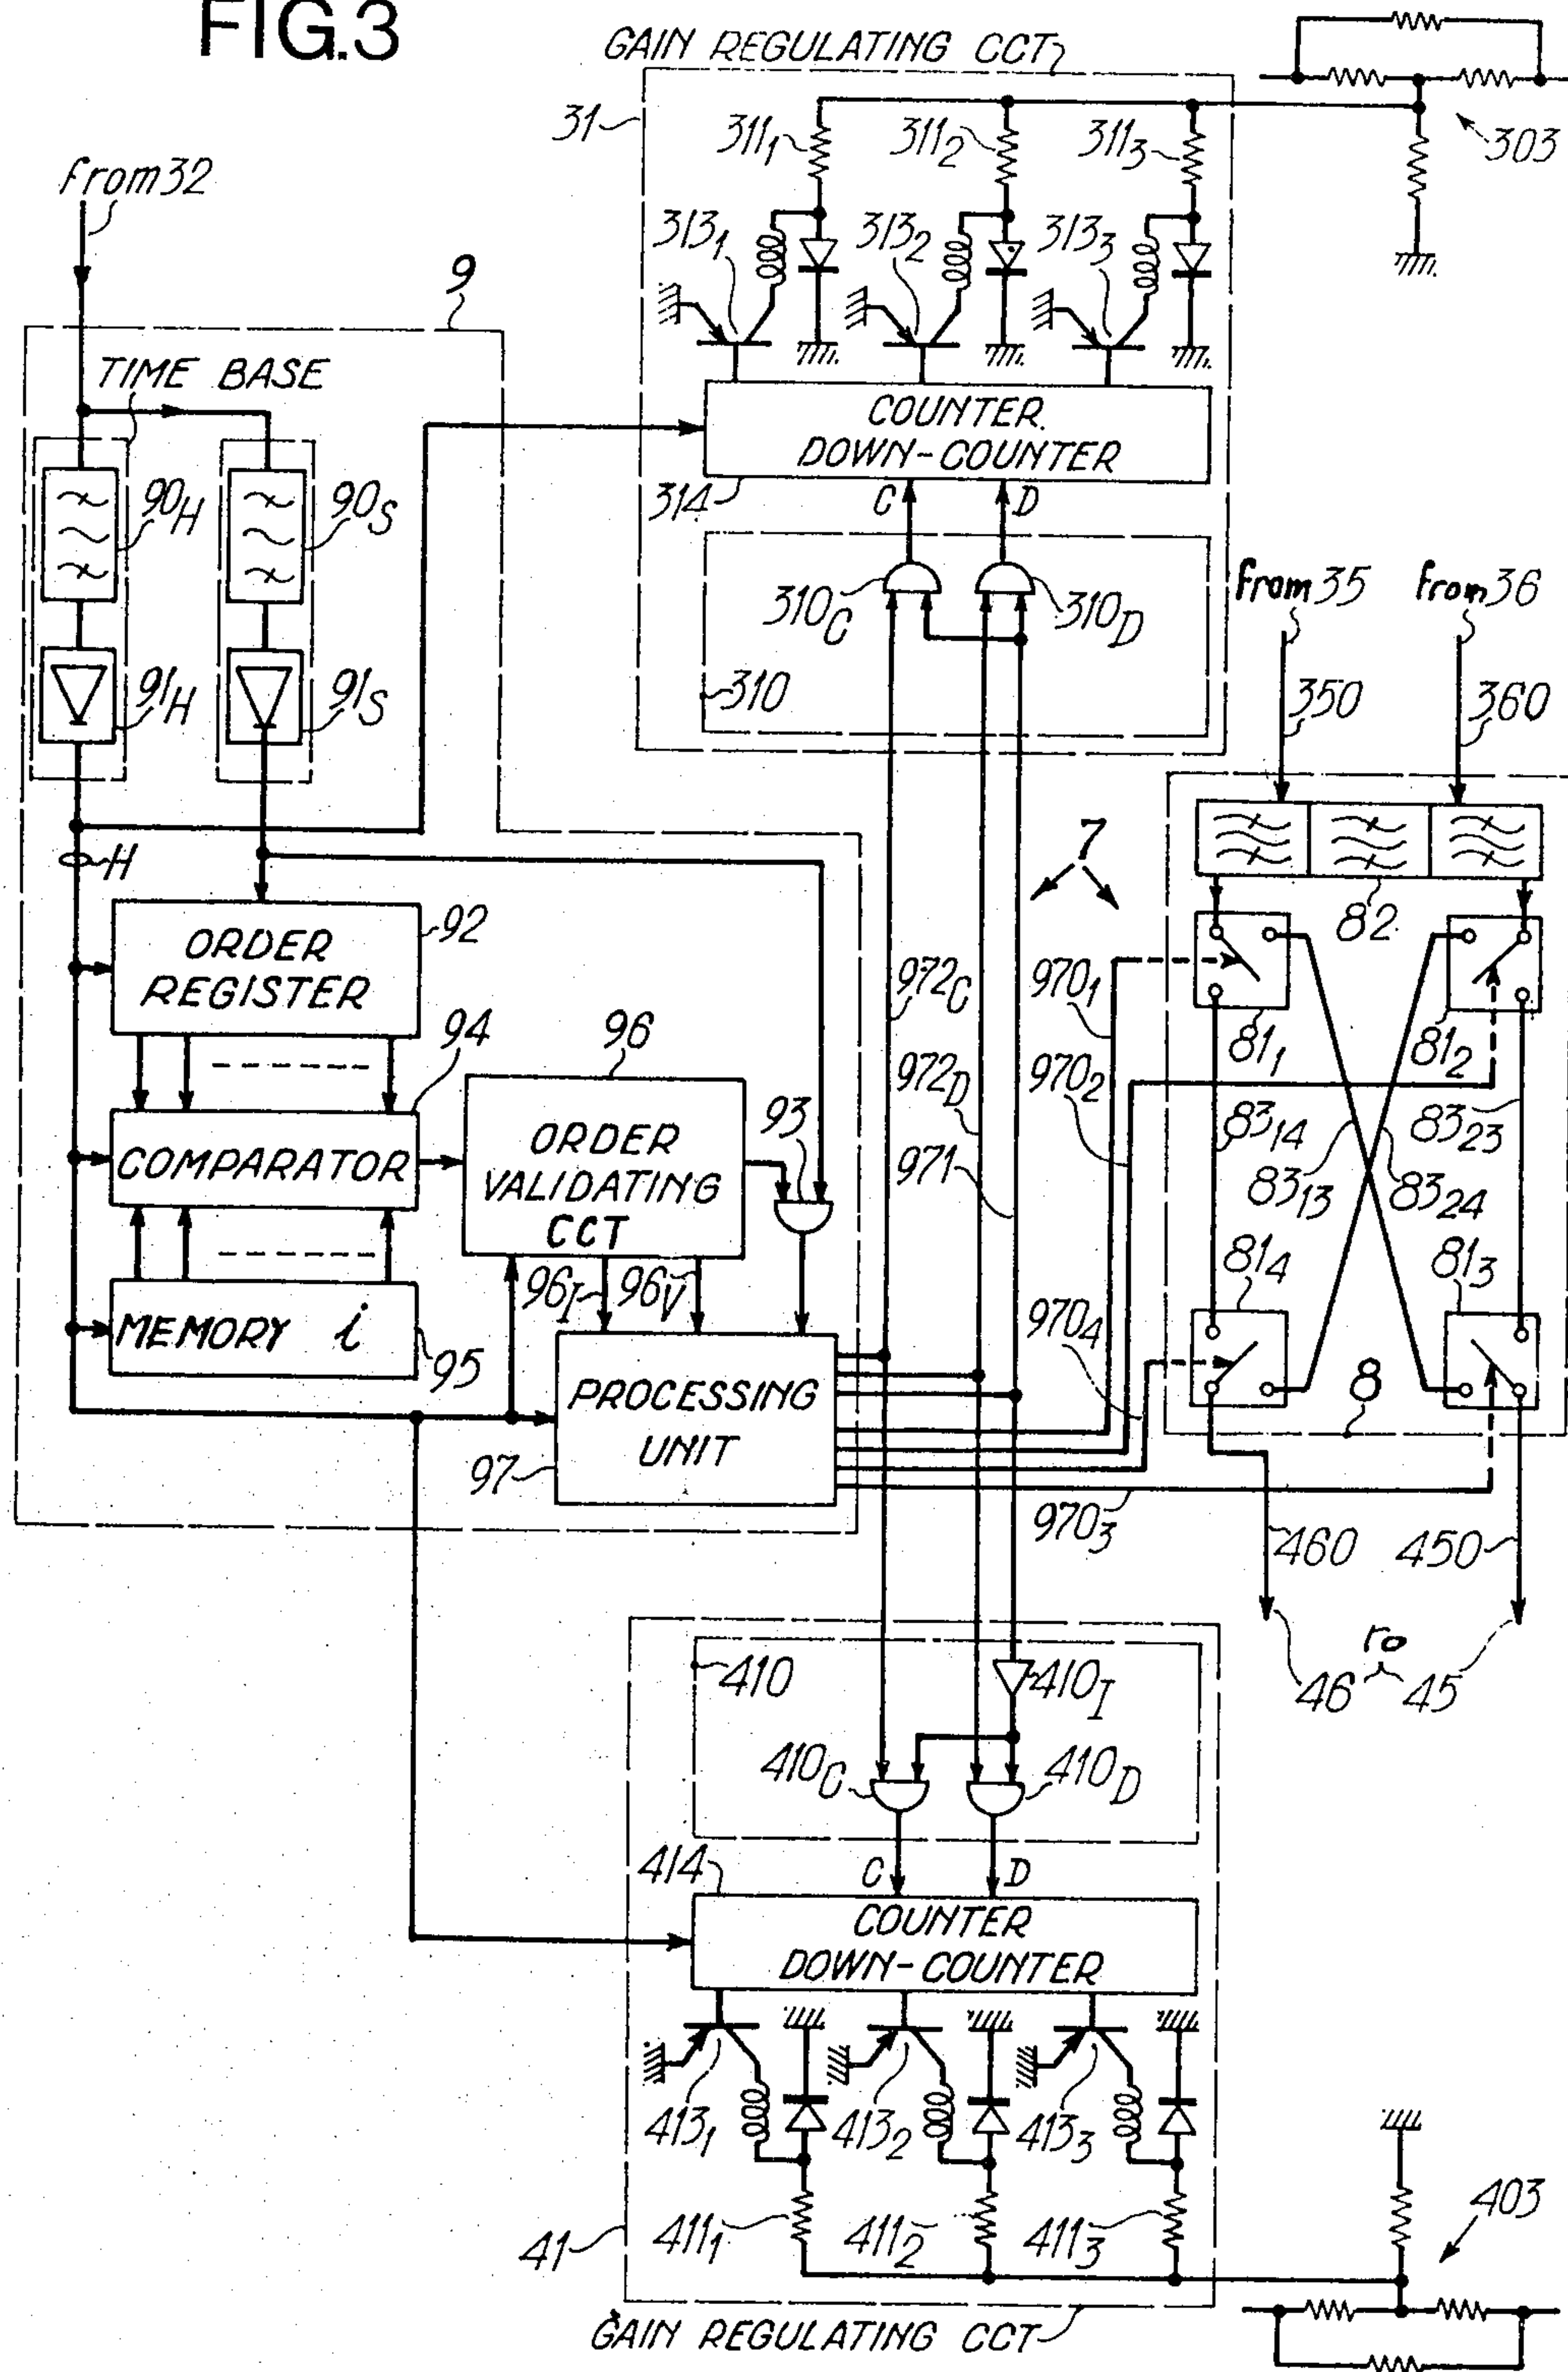 FIG.3
GAIN REGULATING CCT
31
311₁
311₂
311₃
303
from 32
313₁
313₂
313₃
9
TIME BASE
COUNTER.
DOWN-COUNTER
314
C
D
90H
90S
310C
310D
from 35
from 36
91H
91S
310
350
360
H
7
82
ORDER
REGISTER
92
972C
970₁
81₁
81₂
94
96
972D
970₂
93
ORDER
VALIDATING
CCT
COMPARATOR
971
83₁₄
83₂₃
83₁₃
83₂₄
96I
96V
81₄
81₃
MEMORY i
95
970₄
8
PROCESSING
UNIT
97
970₃
460
450
410
410I
to
46
45
410C
410D
414
C
D
COUNTER
DOWN-COUNTER
413₁
413₂
413₃
411₁
411₂
411₃
403
41
GAIN REGULATING CCT